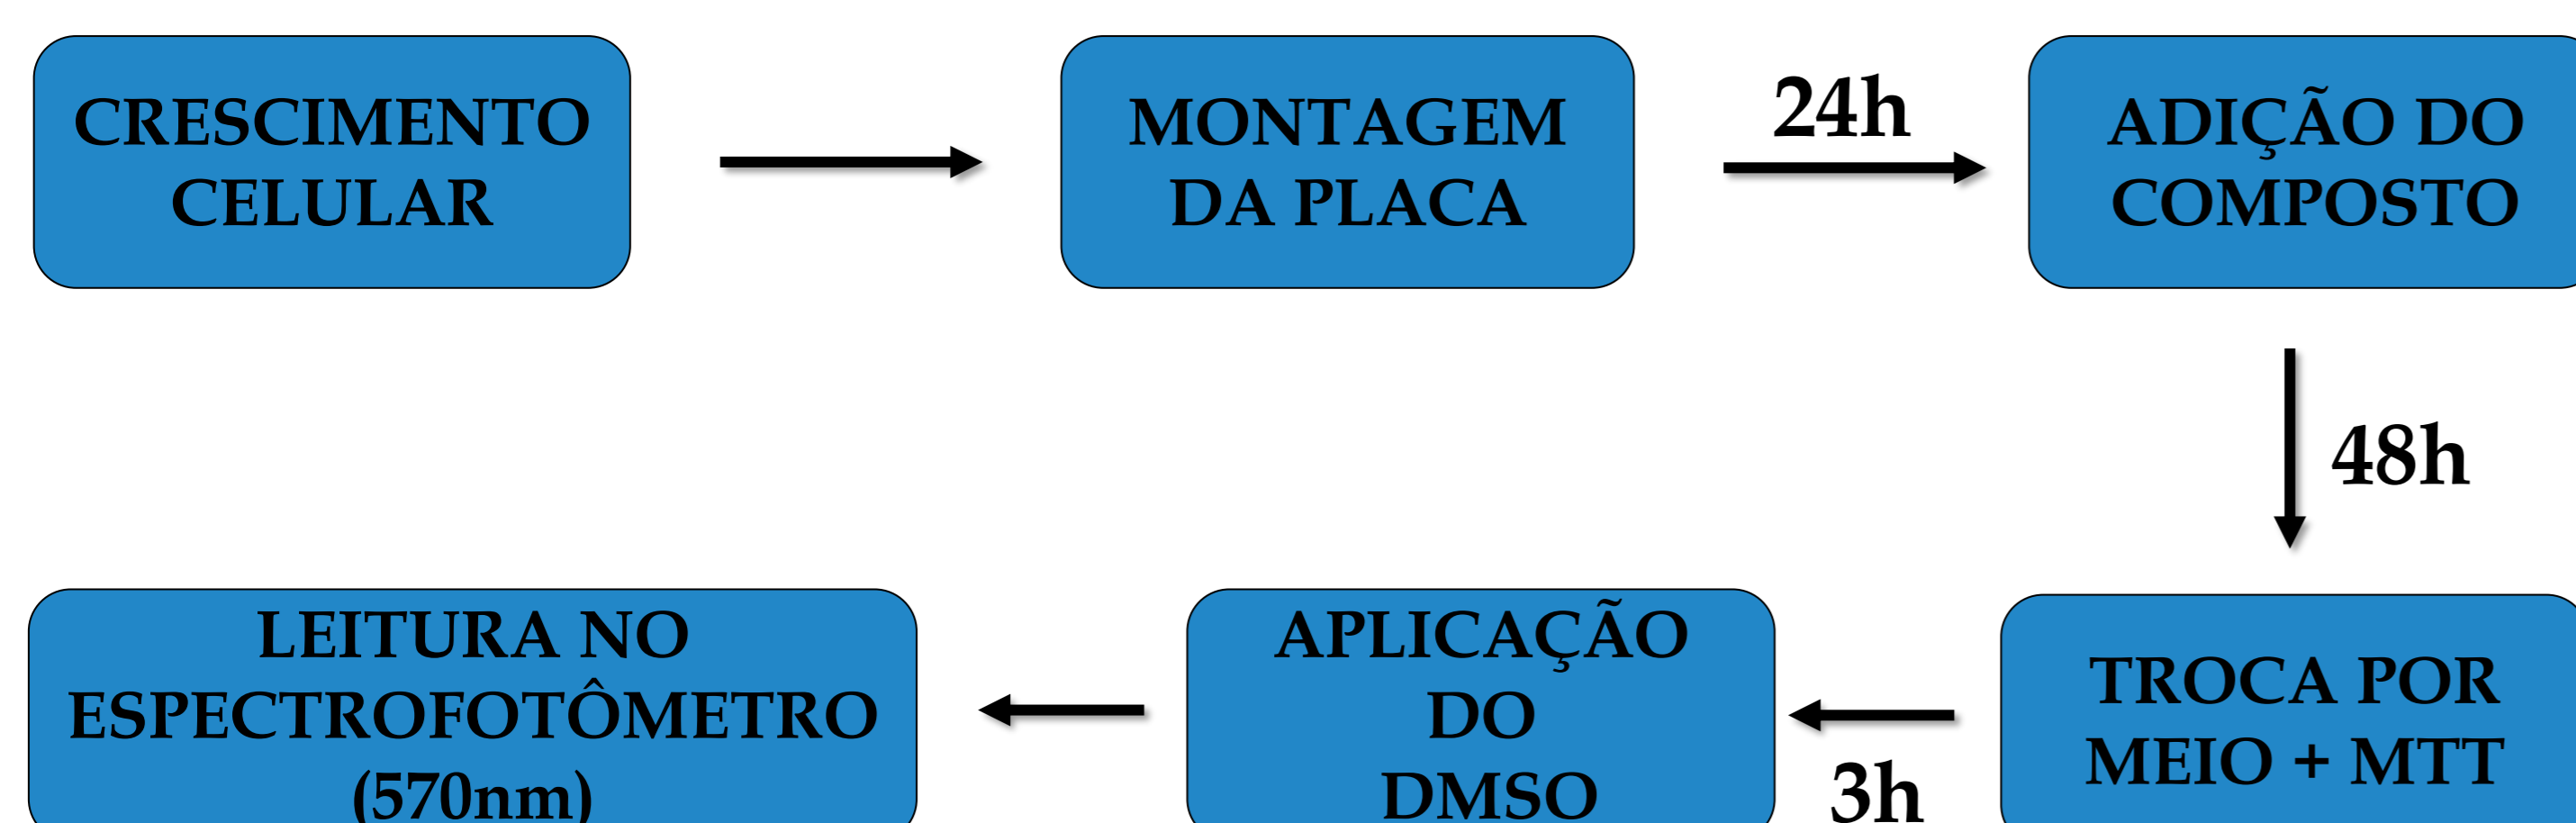 CRESCIMENTO
CELULAR
MONTAGEM
DA PLACA
24h
ADIÇÃO DO
COMPOSTO
48h
TROCA POR
MEIO + MTT
3h
APLICAÇÃO
DO
DMSO
LEITURA NO
ESPECTROFOTÔMETRO
(570nm)